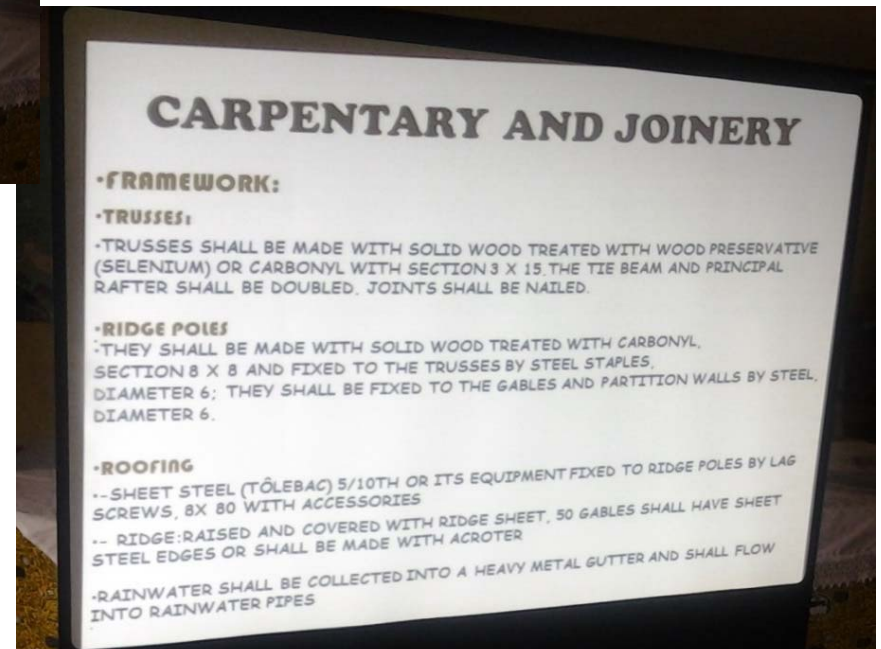 CARPENTARY AND JOINERY
•FRAMEWORK:
•TRUSSES:
•TRUSSES SHALL BE MADE WITH SOLID WOOD TREATED WITH WOOD PRESERVATIVE
(SELENIUM) OR CARBONYL WITH SECTION 3 X 15.THE TIE BEAM AND PRINCIPAL
RAFTER SHALL BE DOUBLED, JOINTS SHALL BE NAILED.
•RIDGE POLES
•THEY SHALL BE MADE WITH SOLID WOOD TREATED WITH CARBONYL,
SECTION 8 X 8 AND FIXED TO THE TRUSSES BY STEEL STAPLES,
DIAMETER 6; THEY SHALL BE FIXED TO THE GABLES AND PARTITION WALLS BY STEEL,
DIAMETER 6.
•ROOFING
•-SHEET STEEL (TÔLEBAC) 5/10TH OR ITS EQUIPMENT FIXED TO RIDGE POLES BY LAG
SCREWS, 8X 80 WITH ACCESSORIES
•- RIDGE:RAISED AND COVERED WITH RIDGE SHEET, 50 GABLES SHALL HAVE SHEET
STEEL EDGES OR SHALL BE MADE WITH ACROTER
•RAINWATER SHALL BE COLLECTED INTO A HEAVY METAL GUTTER AND SHALL FLOW
INTO RAINWATER PIPES